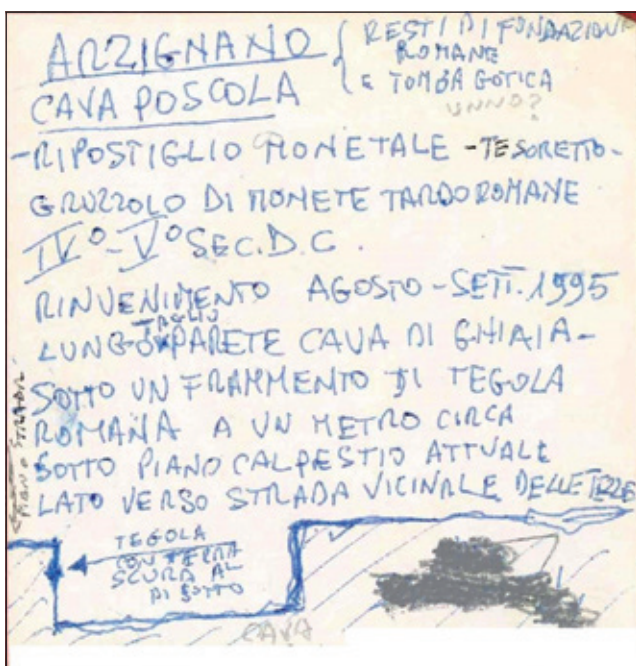 ARZIGNANO
RESTI DI FONDAZIONI
ROMANE
E TOMBA GOTICA
UNNO?
CAVA POSCOLA
-RIPOSTIGLIO MONETALE -TESORETTO-
GRUZZOLO DI MONETE TARDOROMANE
IV°-V° SEC.D.C.
RINVENIMENTO AGOSTO-SETT. 1995
TAGLIO
LUNGO PARETE CAVA DI GHIAIA-
SOTTO UN FRAMMENTO DI TEGOLA
ROMANA A UN METRO CIRCA
SOTTO PIANO CALPESTIO ATTUALE
LATO VERSO STRADA VICINALE DELLE
PIANO STRADA
TEGOLA
CON TERRA
SCURA AL
DI SOTTO
CAVA